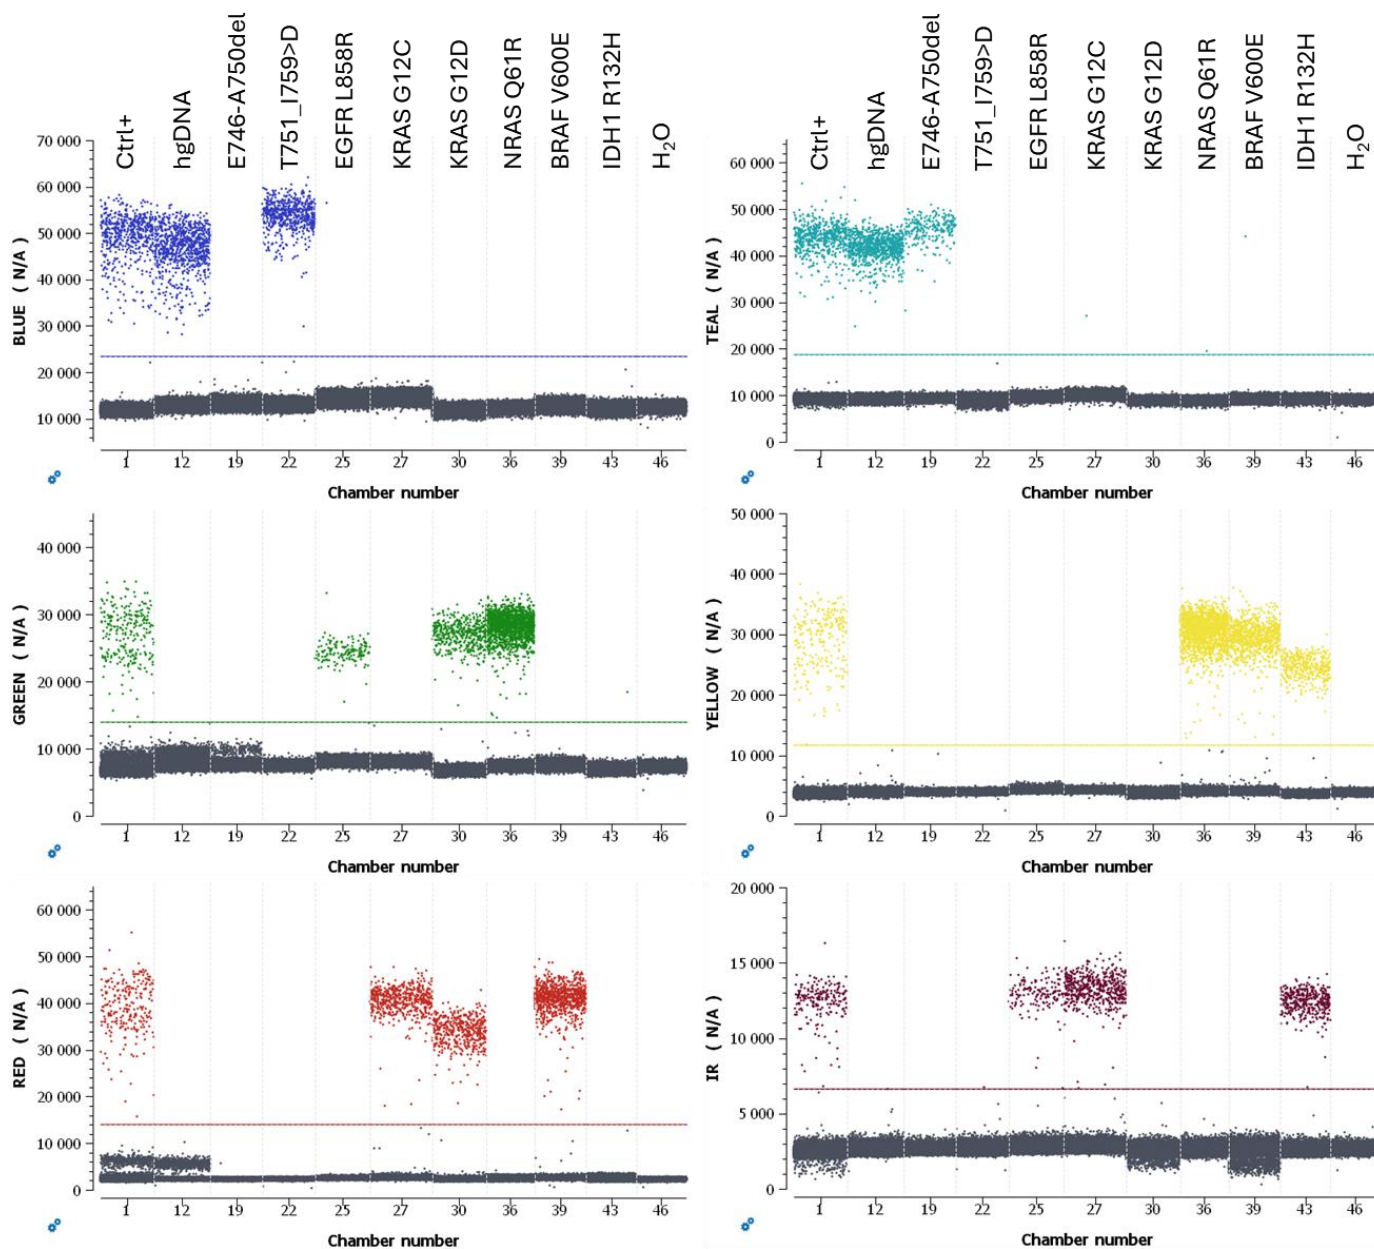 Ctrl+ hgDNA E746-A750del T751_I759>D EGFR L858R KRAS G12C KRAS G12D NRAS Q61R BRAF V600E IDH1 R132H H2O
Ctrl+ hgDNA E746-A750del T751_I759>D EGFR L858R KRAS G12C KRAS G12D NRAS Q61R BRAF V600E IDH1 R132H H2O
BLUE ( N/A )
70 000
60 000
50 000
40 000
30 000
20 000
10 000
1 12 19 22 25 27 30 36 39 43 46
Chamber number
TEAL ( N/A )
60 000
50 000
40 000
30 000
20 000
10 000
0
1 12 19 22 25 27 30 36 39 43 46
Chamber number
GREEN ( N/A )
40 000
30 000
20 000
10 000
0
1 12 19 22 25 27 30 36 39 43 46
Chamber number
YELLOW ( N/A )
50 000
40 000
30 000
20 000
10 000
0
1 12 19 22 25 27 30 36 39 43 46
Chamber number
RED ( N/A )
60 000
50 000
40 000
30 000
20 000
10 000
0
1 12 19 22 25 27 30 36 39 43 46
Chamber number
IR ( N/A )
20 000
15 000
10 000
5 000
0
1 12 19 22 25 27 30 36 39 43 46
Chamber number